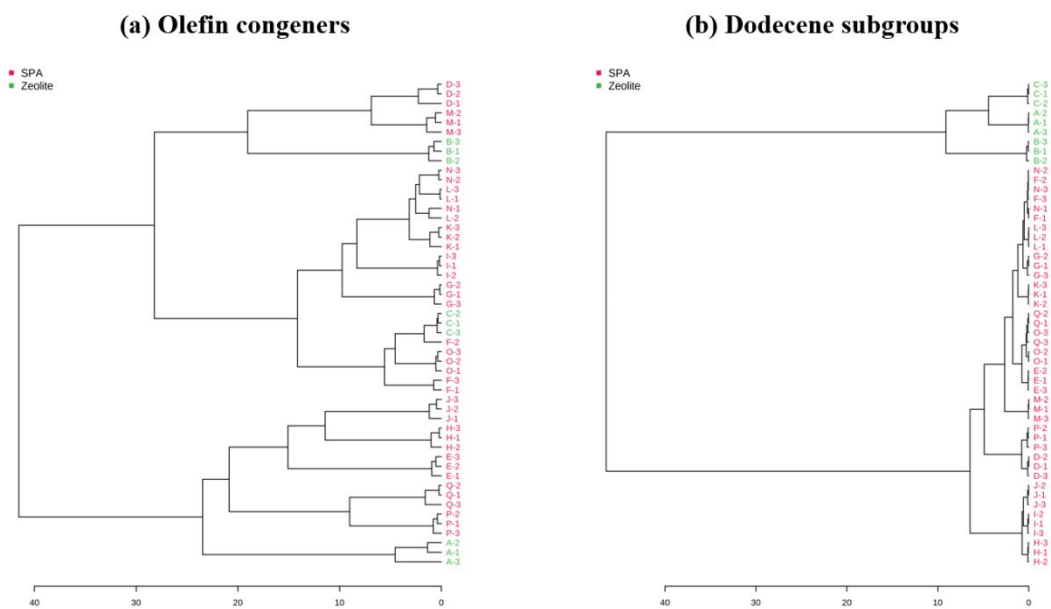 (a) Olefin congeners
SPA
Zeolite
D-3
D-2
D-1
M-2
M-1
M-3
B-3
B-1
B-2
N-3
N-2
L-3
L-1
N-1
L-2
K-3
K-2
K-1
I-3
I-1
I-2
G-2
G-1
G-3
C-2
C-1
C-3
F-2
O-3
O-2
O-1
F-3
F-1
J-3
J-2
J-1
H-3
H-1
H-2
E-3
E-2
E-1
Q-2
Q-1
Q-3
P-2
P-1
P-3
A-2
A-1
A-3
40 30 20 10 0
(b) Dodecene subgroups
SPA
Zeolite
C-3
C-1
C-2
A-2
A-1
A-3
B-3
B-1
B-2
N-2
F-2
N-3
F-3
N-1
F-1
L-3
L-2
L-1
G-2
G-1
G-3
K-3
K-1
K-2
Q-2
Q-1
O-3
Q-3
O-2
O-1
E-2
E-1
E-3
M-2
M-1
M-3
P-2
P-1
P-3
D-2
D-1
D-3
J-2
J-1
J-3
I-2
I-1
I-3
H-3
H-1
H-2
40 30 20 10 0